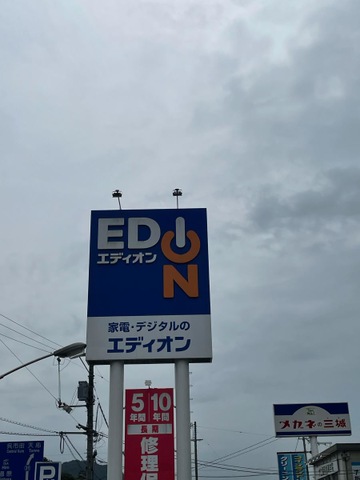 EDION
エディオン
家電・デジタルの
エディオン
5年間
10年間
長期
修理保
メガネの三城
P